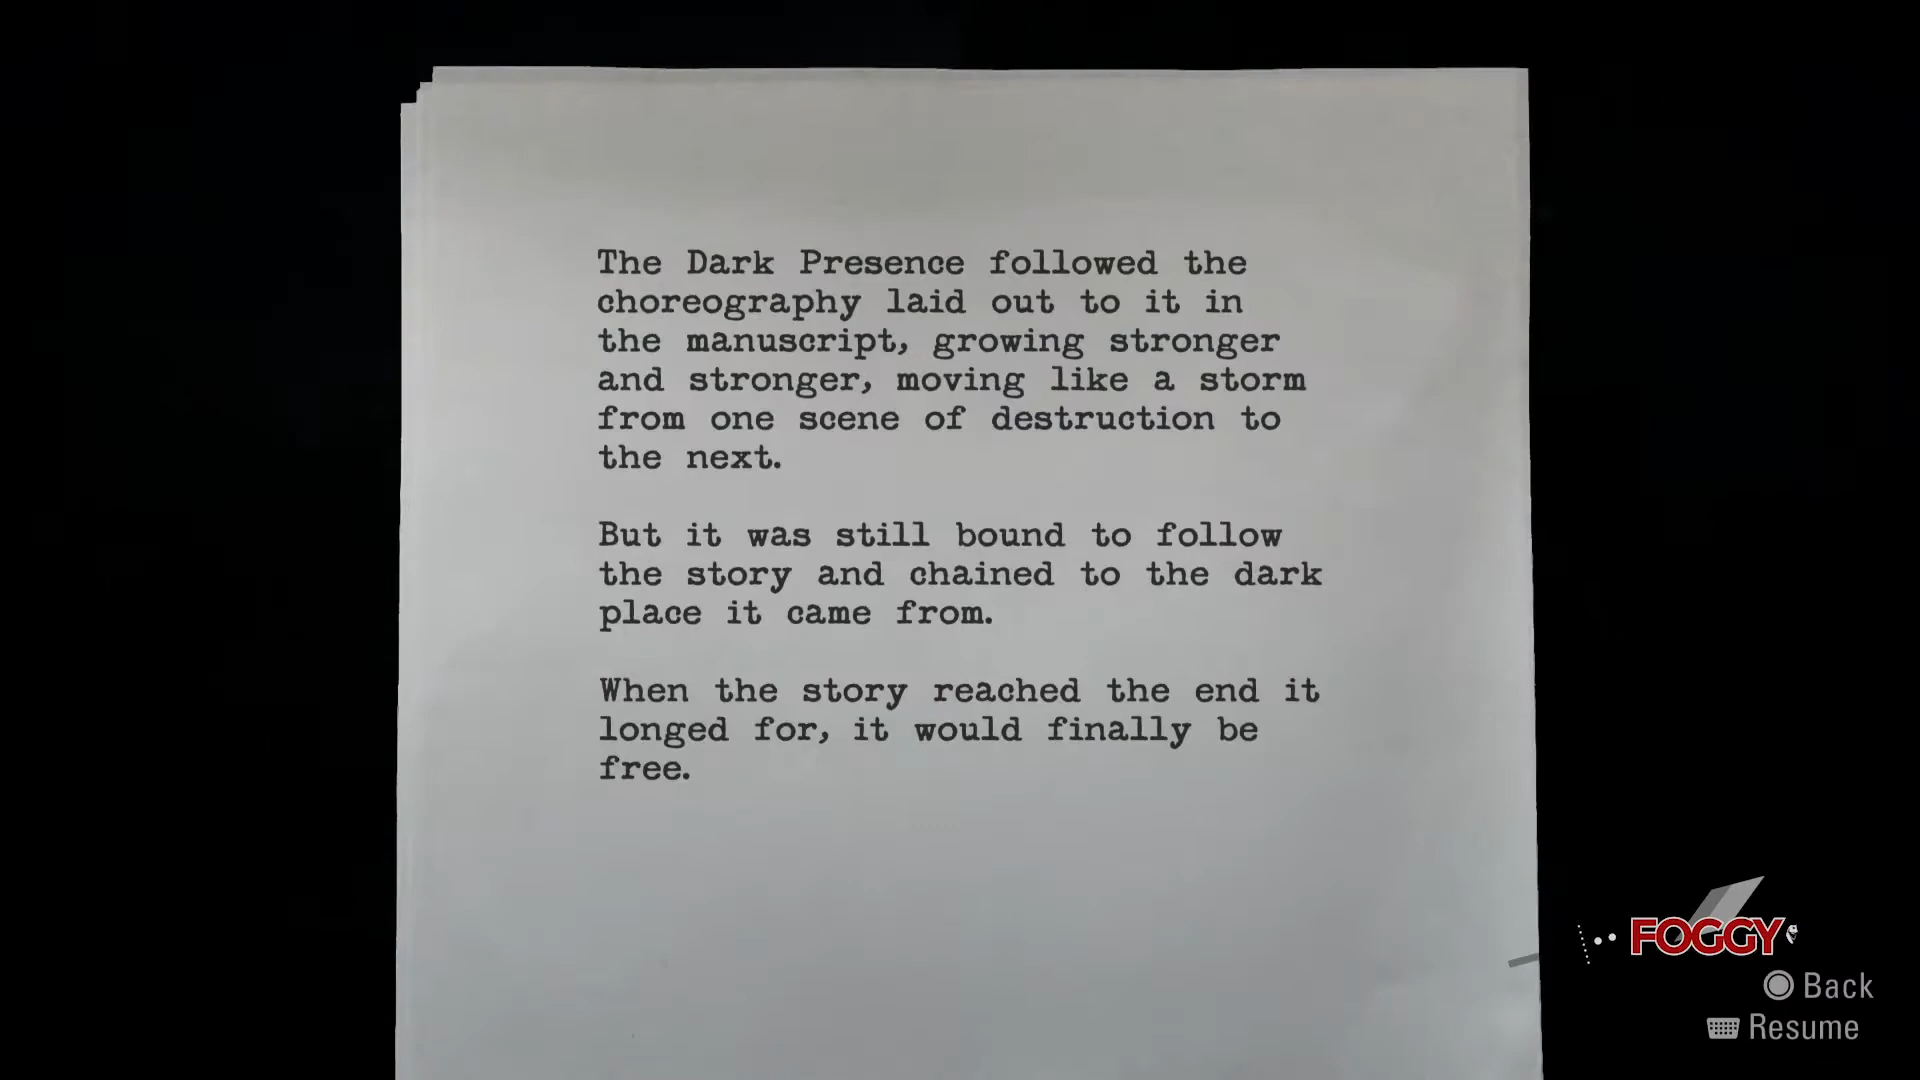 The Dark Presence followed the
choreography laid out to it in
the manuscript, growing stronger
and stronger, moving like a storm
from one scene of destruction to
the next.
But it was still bound to follow
the story and chained to the dark
place it came from.
When the story reached the end it
longed for, it would finally be
free.
FOGGY
Back
Resume